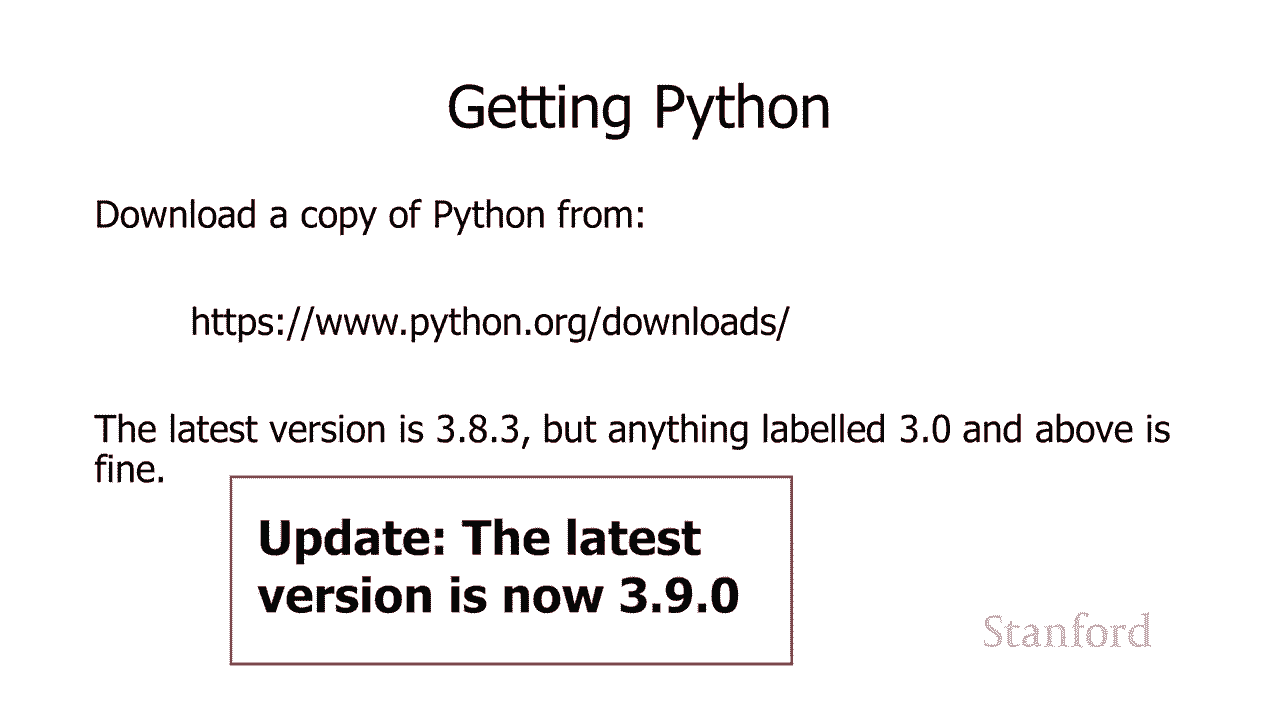 Getting Python
Download a copy of Python from:
https://www.python.org/downloads/
The latest version is 3.8.3, but anything labelled 3.0 and above is
fine.
Update: The latest
version is now 3.9.0
Stanford